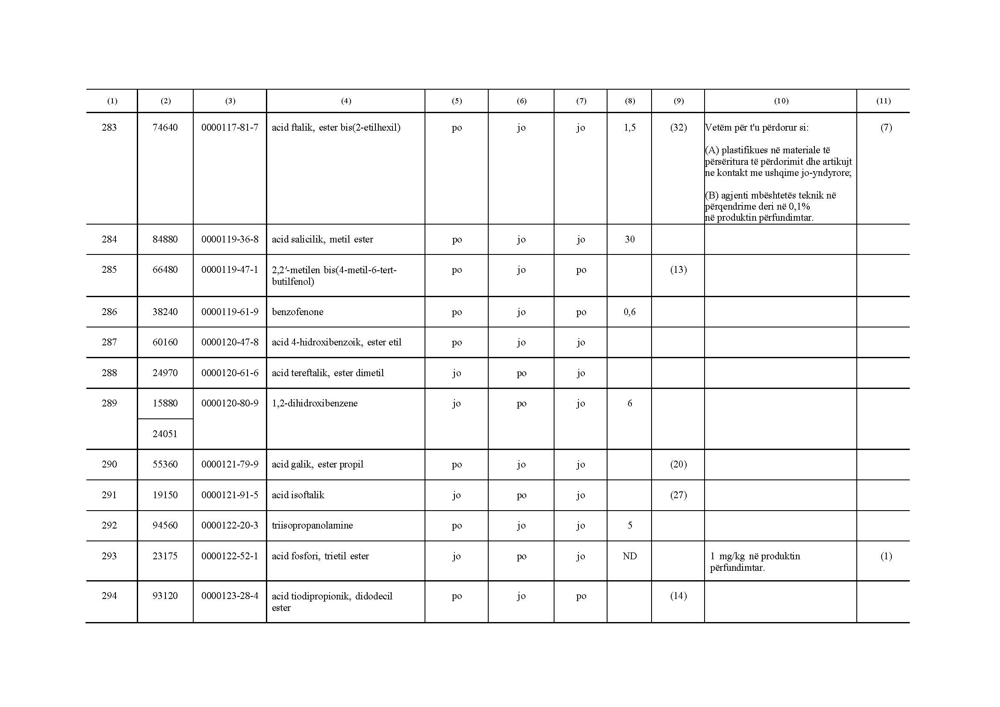 (1) (2) (3) (4) (5) (6) (7) (8) (9) (10) (11)
283 74640 0000117-81-7 acid ftalik, ester bis(2-etilhexil) po jo jo 1,5 (32) Vetëm për t'u përdorur si: (7)
(A) plastifikues në materiale të
përsëritura të përdorimit dhe artikujt
ne kontakt me ushqime jo-yndyrore;
(B) agjenti mbështetës teknik në
përqendrime deri në 0,1%
në produktin përfundimtar.
284 84880 0000119-36-8 acid salicilik, metil ester po jo jo 30
285 66480 0000119-47-1 2,2′-metilen bis(4-metil-6-tert- po jo po (13)
butilfenol)
286 38240 0000119-61-9 benzofenone po jo po 0,6
287 60160 0000120-47-8 acid 4-hidroxibenzoik, ester etil po jo jo
288 24970 0000120-61-6 acid tereftalik, ester dimetil jo po jo
289 15880 0000120-80-9 1,2-dihidroxibenzene jo po jo 6
24051
290 55360 0000121-79-9 acid galik, ester propil po jo jo (20)
291 19150 0000121-91-5 acid isoftalik jo po jo (27)
292 94560 0000122-20-3 triisopropanolamine po jo jo 5
293 23175 0000122-52-1 acid fosfori, trietil ester jo po jo ND 1 mg/kg në produktin (1)
përfundimtar.
294 93120 0000123-28-4 acid tiodipropionik, didodecil po jo po (14)
ester